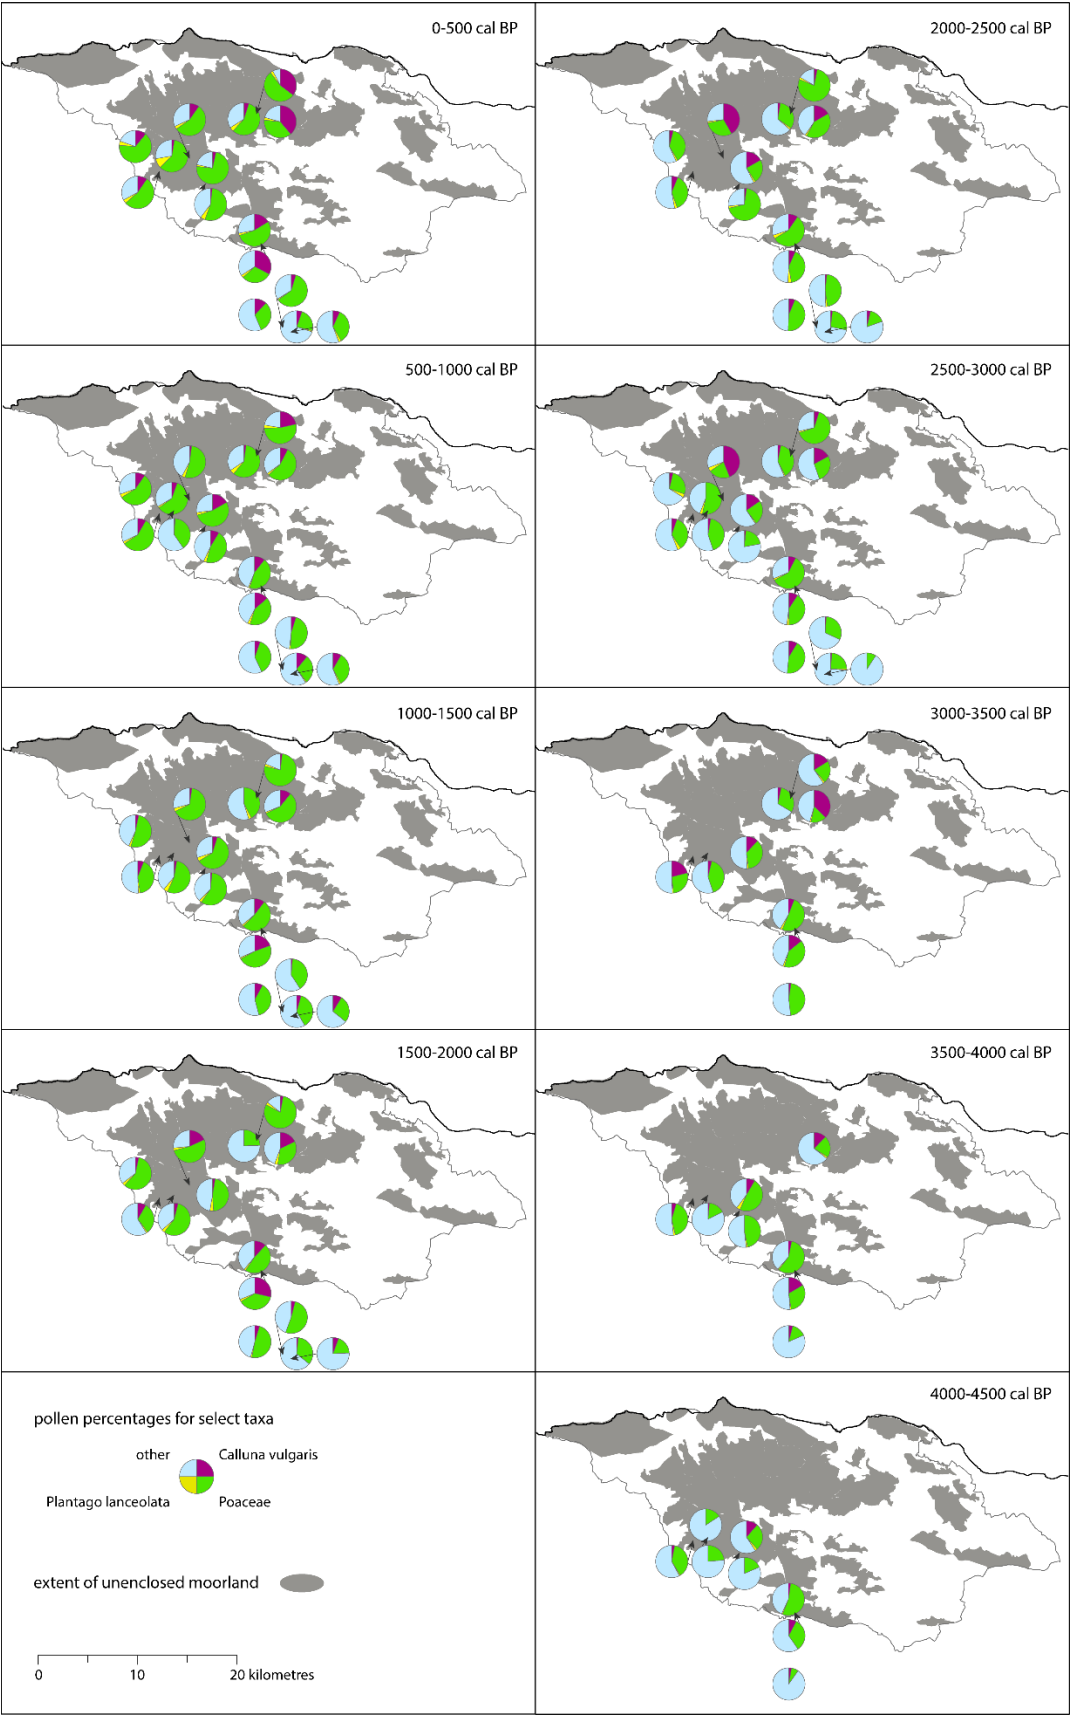 0-500 cal BP
2000-2500 cal BP
500-1000 cal BP
2500-3000 cal BP
1000-1500 cal BP
3000-3500 cal BP
1500-2000 cal BP
3500-4000 cal BP
4000-4500 cal BP
pollen percentages for select taxa
other
Calluna vulgaris
Plantago lanceolata
Poaceae
extent of unenclosed moorland
0 10 20 kilometres